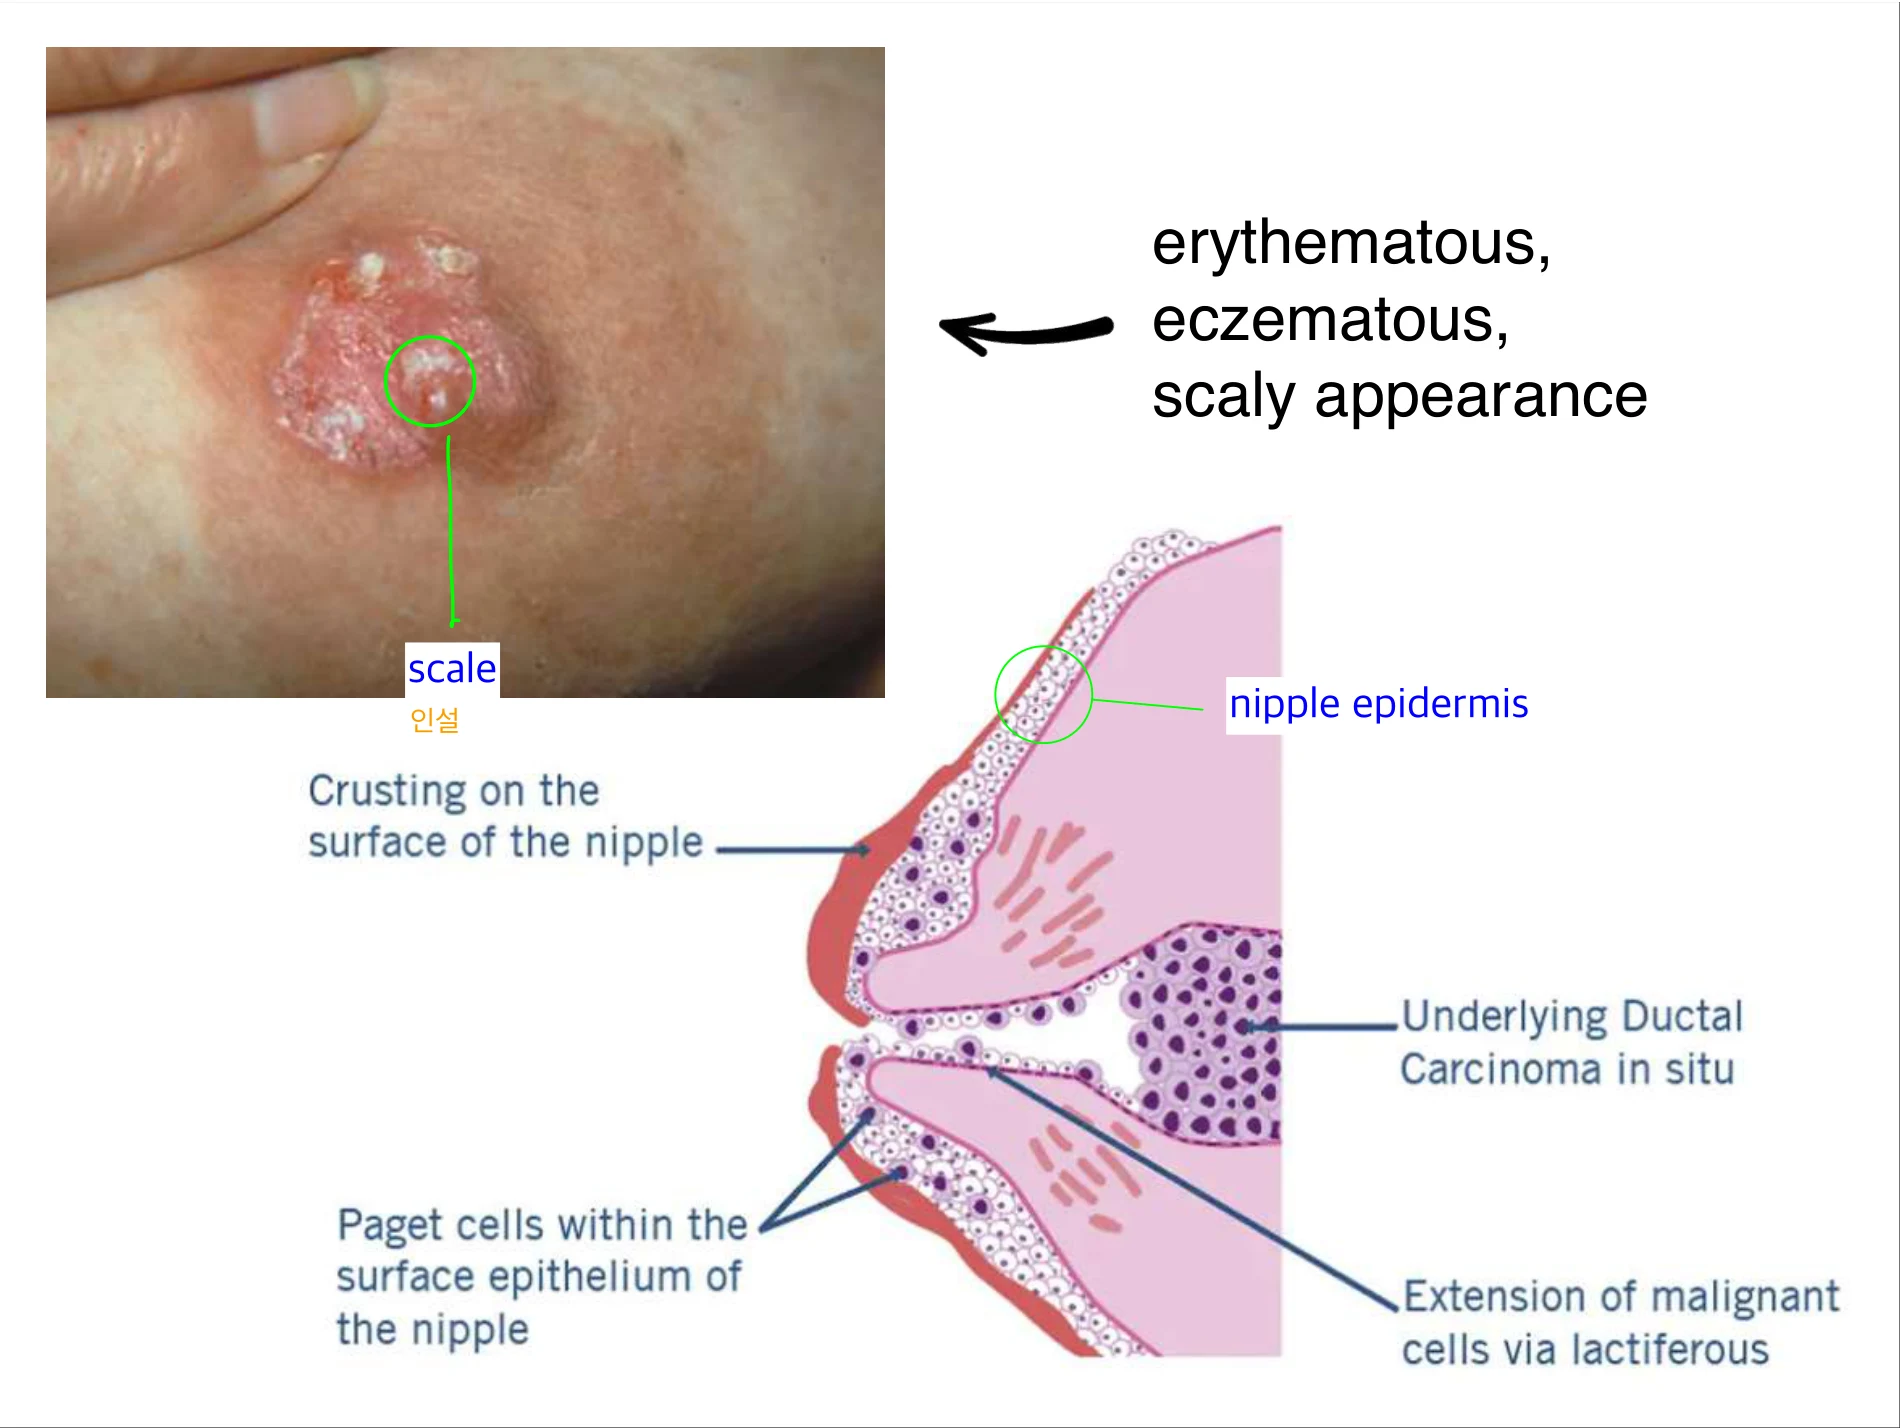 erythematous,
eczematous,
scaly appearance
scale
인설
nipple epidermis
Crusting on the
surface of the nipple
Underlying Ductal
Carcinoma in situ
Paget cells within the
surface epithelium of
the nipple
Extension of malignant
cells via lactiferous